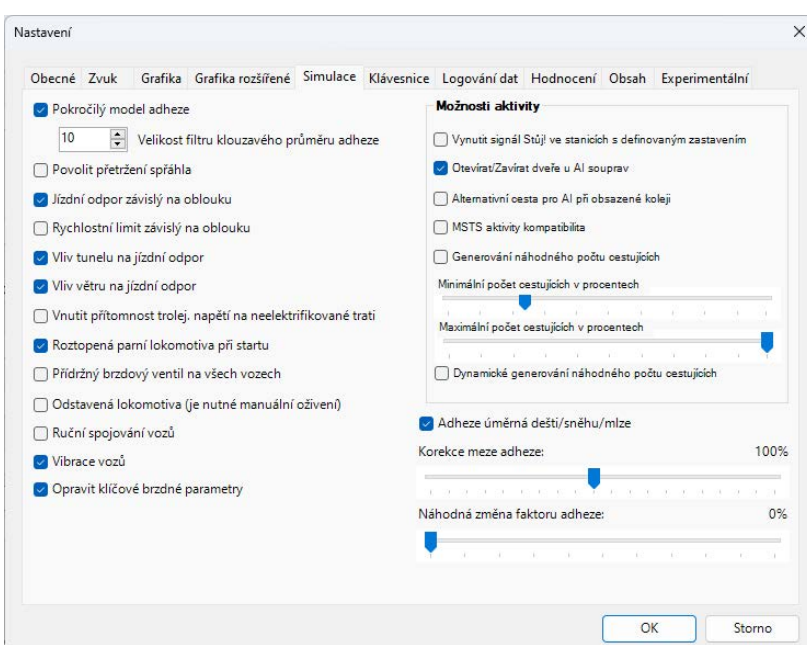 Nastavení
Obecné Zvuk Grafika Grafika rozšířené Simulace Klávesnice Logování dat Hodnocení Obsah Experimentální
Pokročilý model adheze
10 Velikost filtru klouzavého průměru adheze
Povolit přetržení spřáhla
Jízdní odpor závislý na oblouku
Rychlostní limit závislý na oblouku
Vliv tunelu na jízdní odpor
Vliv větru na jízdní odpor
Vnutit přítomnost trolej. napětí na neelektrifikované trati
Roztopená parní lokomotiva při startu
Přídržný brzdový ventil na všech vozech
Odstavená lokomotiva (je nutné manuální oživení)
Ruční spojování vozů
Vibrace vozů
Opravit klíčové brzdné parametry
Možnosti aktivity
Vynutit signál Stůj! ve stanicích s definovaným zastavením
Otevírat/Zavírat dveře u AI souprav
Alternativní cesta pro AI při obsazené koleji
MSTS aktivity kompatibilita
Generování náhodného počtu cestujících
Minimální počet cestujících v procentech
Maximální počet cestujících v procentech
Dynamické generování náhodného počtu cestujících
Adheze úměrná dešti/sněhu/mlze
Korekce meze adheze: 100%
Náhodná změna faktoru adheze: 0%
OK Storno